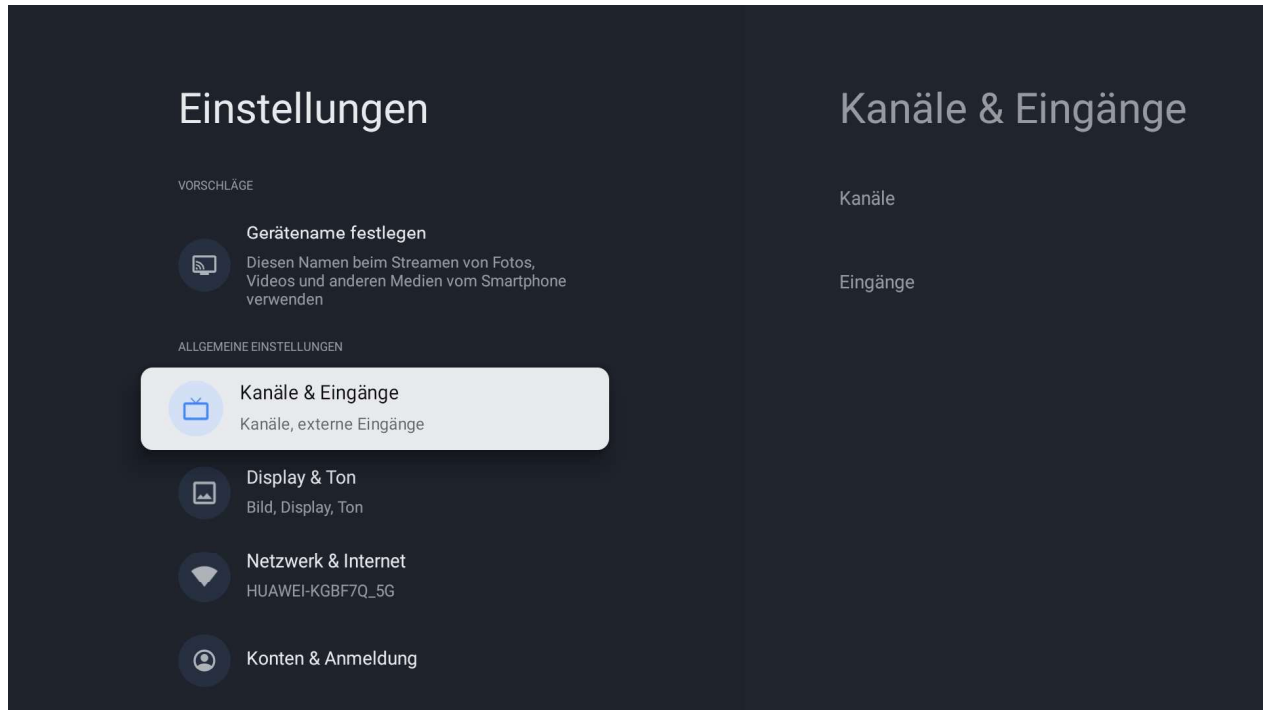 Einstellungen
VORSCHLÄGE
Gerätename festlegen
Diesen Namen beim Streamen von Fotos,
Videos und anderen Medien vom Smartphone
verwenden
ALLGEMEINE EINSTELLUNGEN
Kanäle & Eingänge
Kanäle, externe Eingänge
Display & Ton
Bild, Display, Ton
Netzwerk & Internet
HUAWEI-KGBF7Q_5G
Konten & Anmeldung
Kanäle & Eingänge
Kanäle
Eingänge